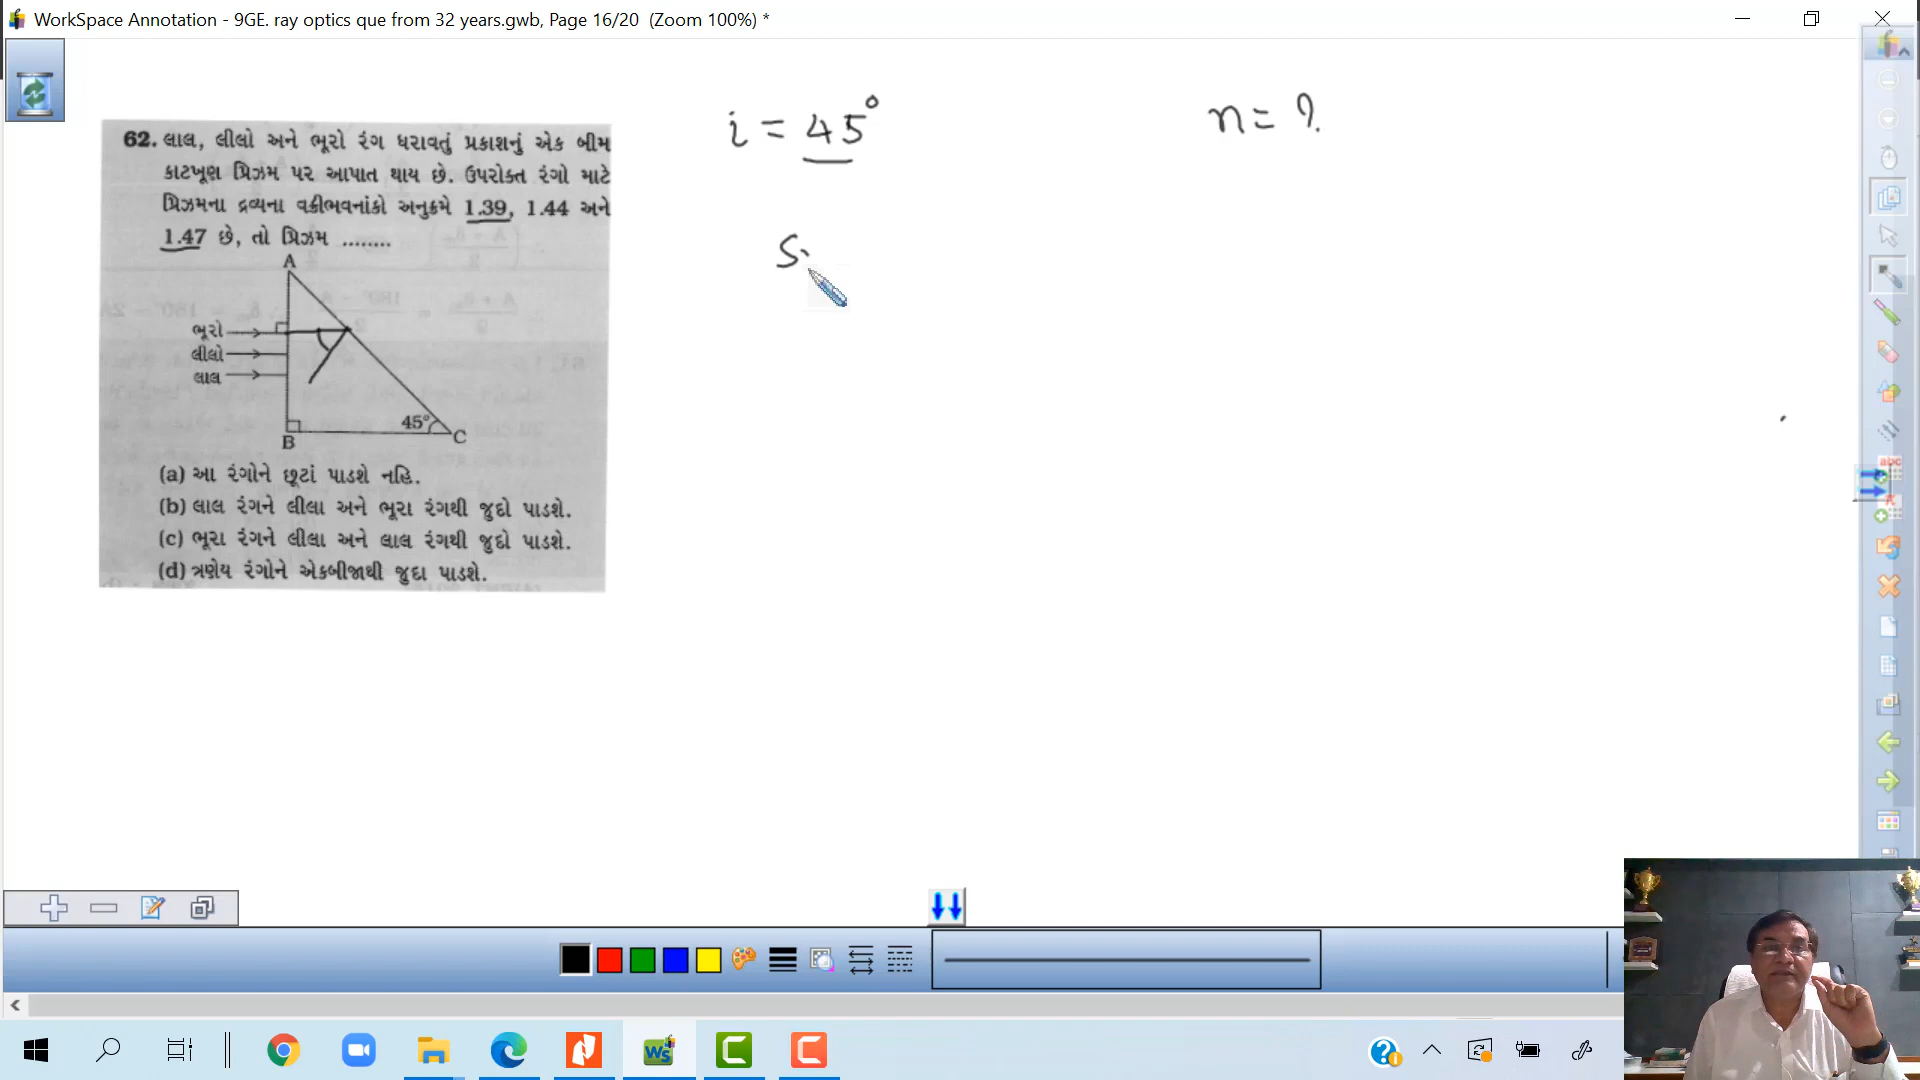 WorkSpace Annotation - 9GE. ray optics que from 32 years.gwb, Page 16/20 (Zoom 100%) *
i = 45°
n = ?
62. લાલ, લીલો અને ભૂરો રંગ ધરાવતું પ્રકાશનું એક બીમ
કાટખૂણ પ્રિઝમ પર આપાત થાય છે. ઉપરોક્ત રંગો માટે
પ્રિઝમના દ્રવ્યના વક્રીભવનાંકો અનુક્રમે 1.39, 1.44 અને
1.47 છે, તો પ્રિઝમ ........
S
A
ભૂરો
લીલો
લાલ
45°
B
C
(a) આ રંગોને છૂટાં પાડશે નહિ.
(b) લાલ રંગને લીલા અને ભૂરા રંગથી જુદો પાડશે.
(c) ભૂરા રંગને લીલા અને લાલ રંગથી જુદો પાડશે.
(d) ત્રણેય રંગોને એકબીજાથી જુદા પાડશે.